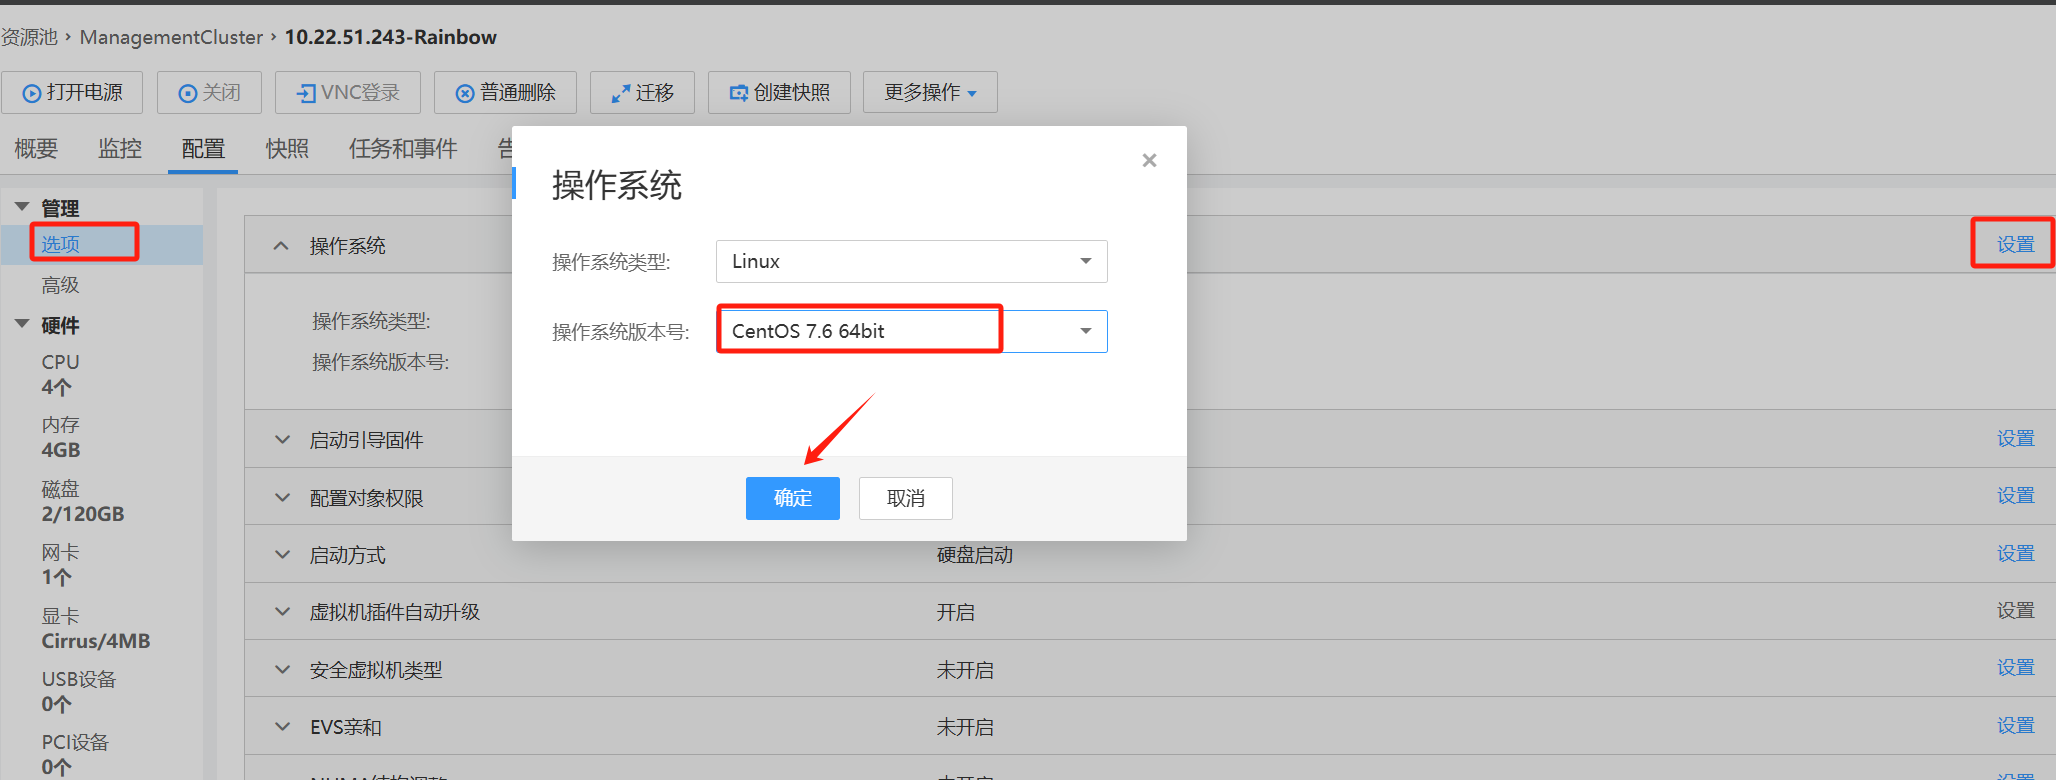 资源池 › ManagementCluster › 10.22.51.243-Rainbow
打开电源 关闭 VNC登录 普通删除 迁移 创建快照 更多操作
概要 监控 配置 快照 任务和事件 告
管理
选项
高级
硬件
CPU
4个
内存
4GB
磁盘
2/120GB
网卡
1个
显卡
Cirrus/4MB
USB设备
0个
PCI设备
0个
操作系统 设置
操作系统类型:
操作系统版本号:
启动引导固件 设置
配置对象权限 设置
启动方式 硬盘启动 设置
虚拟机插件自动升级 开启 设置
安全虚拟机类型 未开启 设置
EVS亲和 未开启 设置
操作系统
×
操作系统类型: Linux
操作系统版本号: CentOS 7.6 64bit
确定 取消